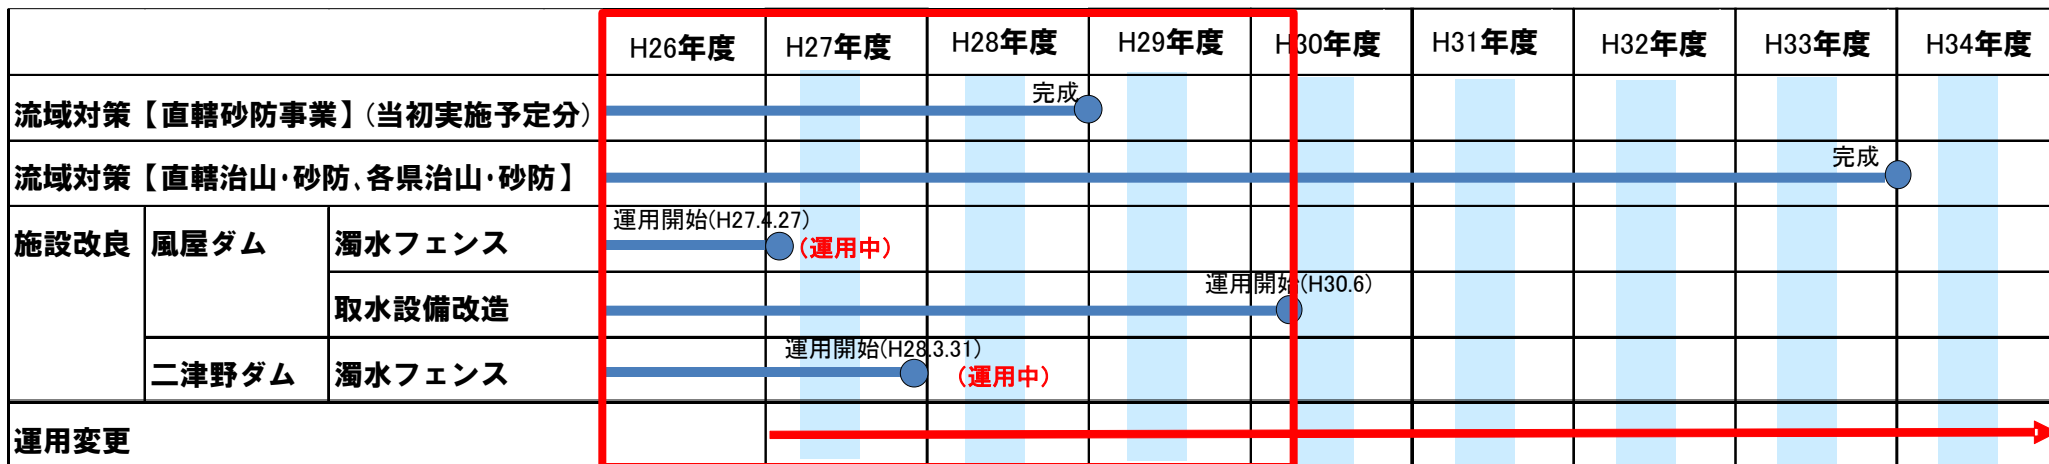 H26年度 H27年度 H28年度 H29年度 H30年度 H31年度 H32年度 H33年度 H34年度
流域対策【直轄砂防事業】(当初実施予定分) 完成
流域対策【直轄治山・砂防、各県治山・砂防】 完成
施設改良 風屋ダム 濁水フェンス 運用開始(H27.4.27) (運用中)
取水設備改造 運用開始(H30.6)
二津野ダム 濁水フェンス 運用開始(H28.3.31) (運用中)
運用変更